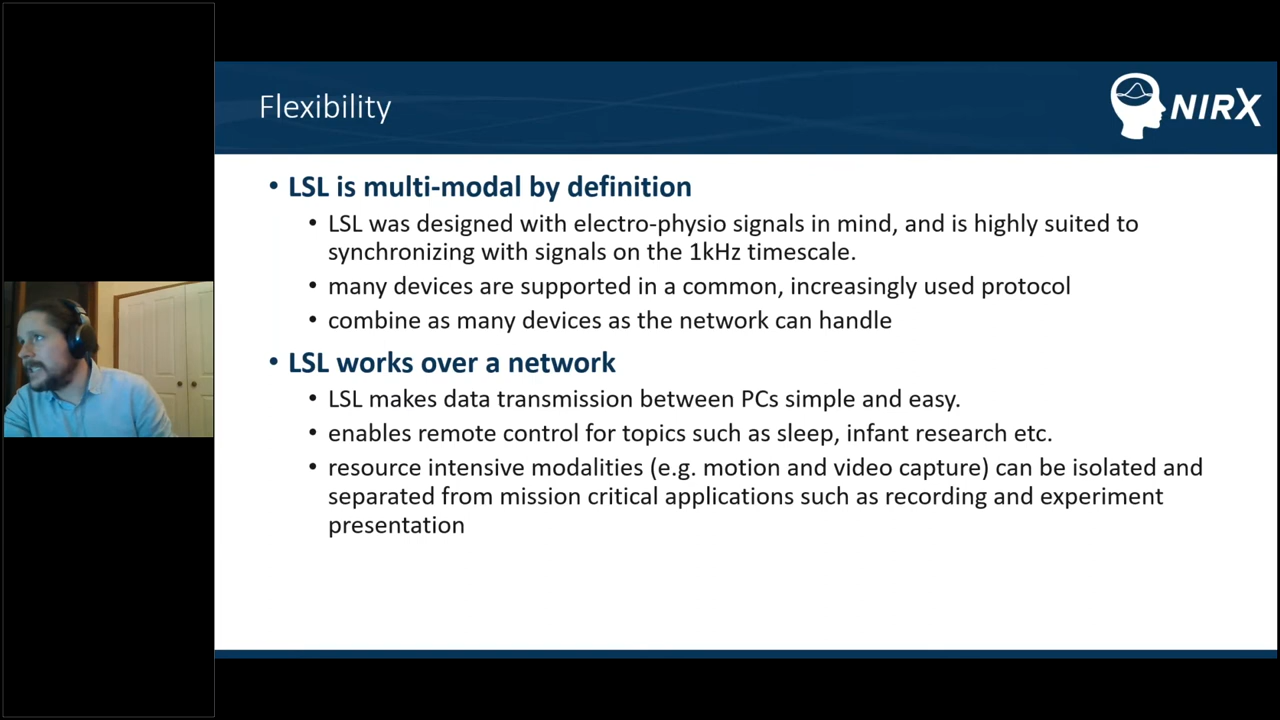 Flexibility
NIRX
• LSL is multi-modal by definition
• LSL was designed with electro-physio signals in mind, and is highly suited to
synchronizing with signals on the 1kHz timescale.
• many devices are supported in a common, increasingly used protocol
• combine as many devices as the network can handle
• LSL works over a network
• LSL makes data transmission between PCs simple and easy.
• enables remote control for topics such as sleep, infant research etc.
• resource intensive modalities (e.g. motion and video capture) can be isolated and
separated from mission critical applications such as recording and experiment
presentation